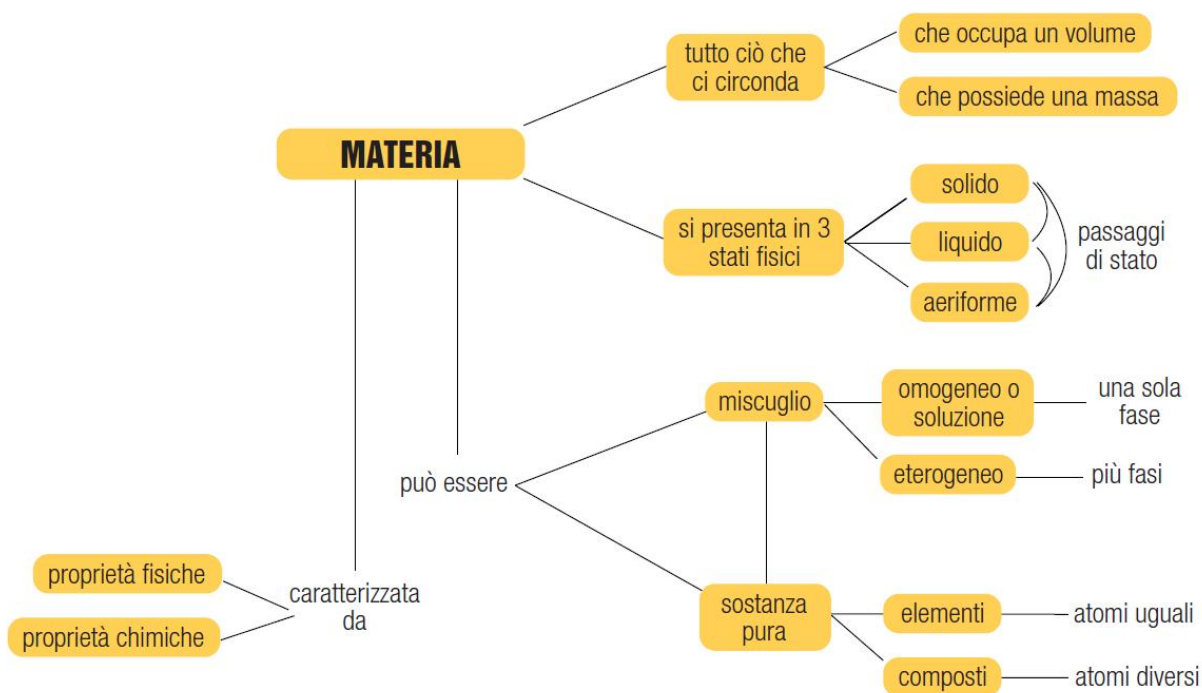 MATERIA
tutto ciò che
ci circonda
che occupa un volume
che possiede una massa
si presenta in 3
stati fisici
solido
liquido
aeriforme
passaggi
di stato
può essere
miscuglio
omogeneo o
soluzione
una sola
fase
eterogeneo
più fasi
sostanza
pura
elementi
atomi uguali
composti
atomi diversi
caratterizzata
da
proprietà fisiche
proprietà chimiche